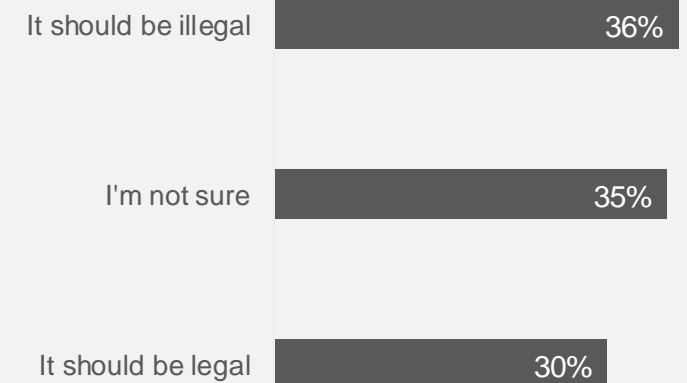 It should be illegal 36%
I'm not sure 35%
It should be legal 30%